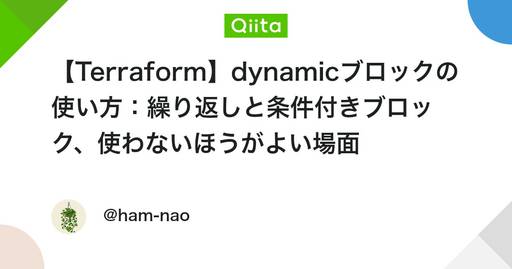 Qiita
【Terraform】dynamicブロックの
使い方：繰り返しと条件付きブロッ
ク、使わないほうがよい場面
@ham-nao